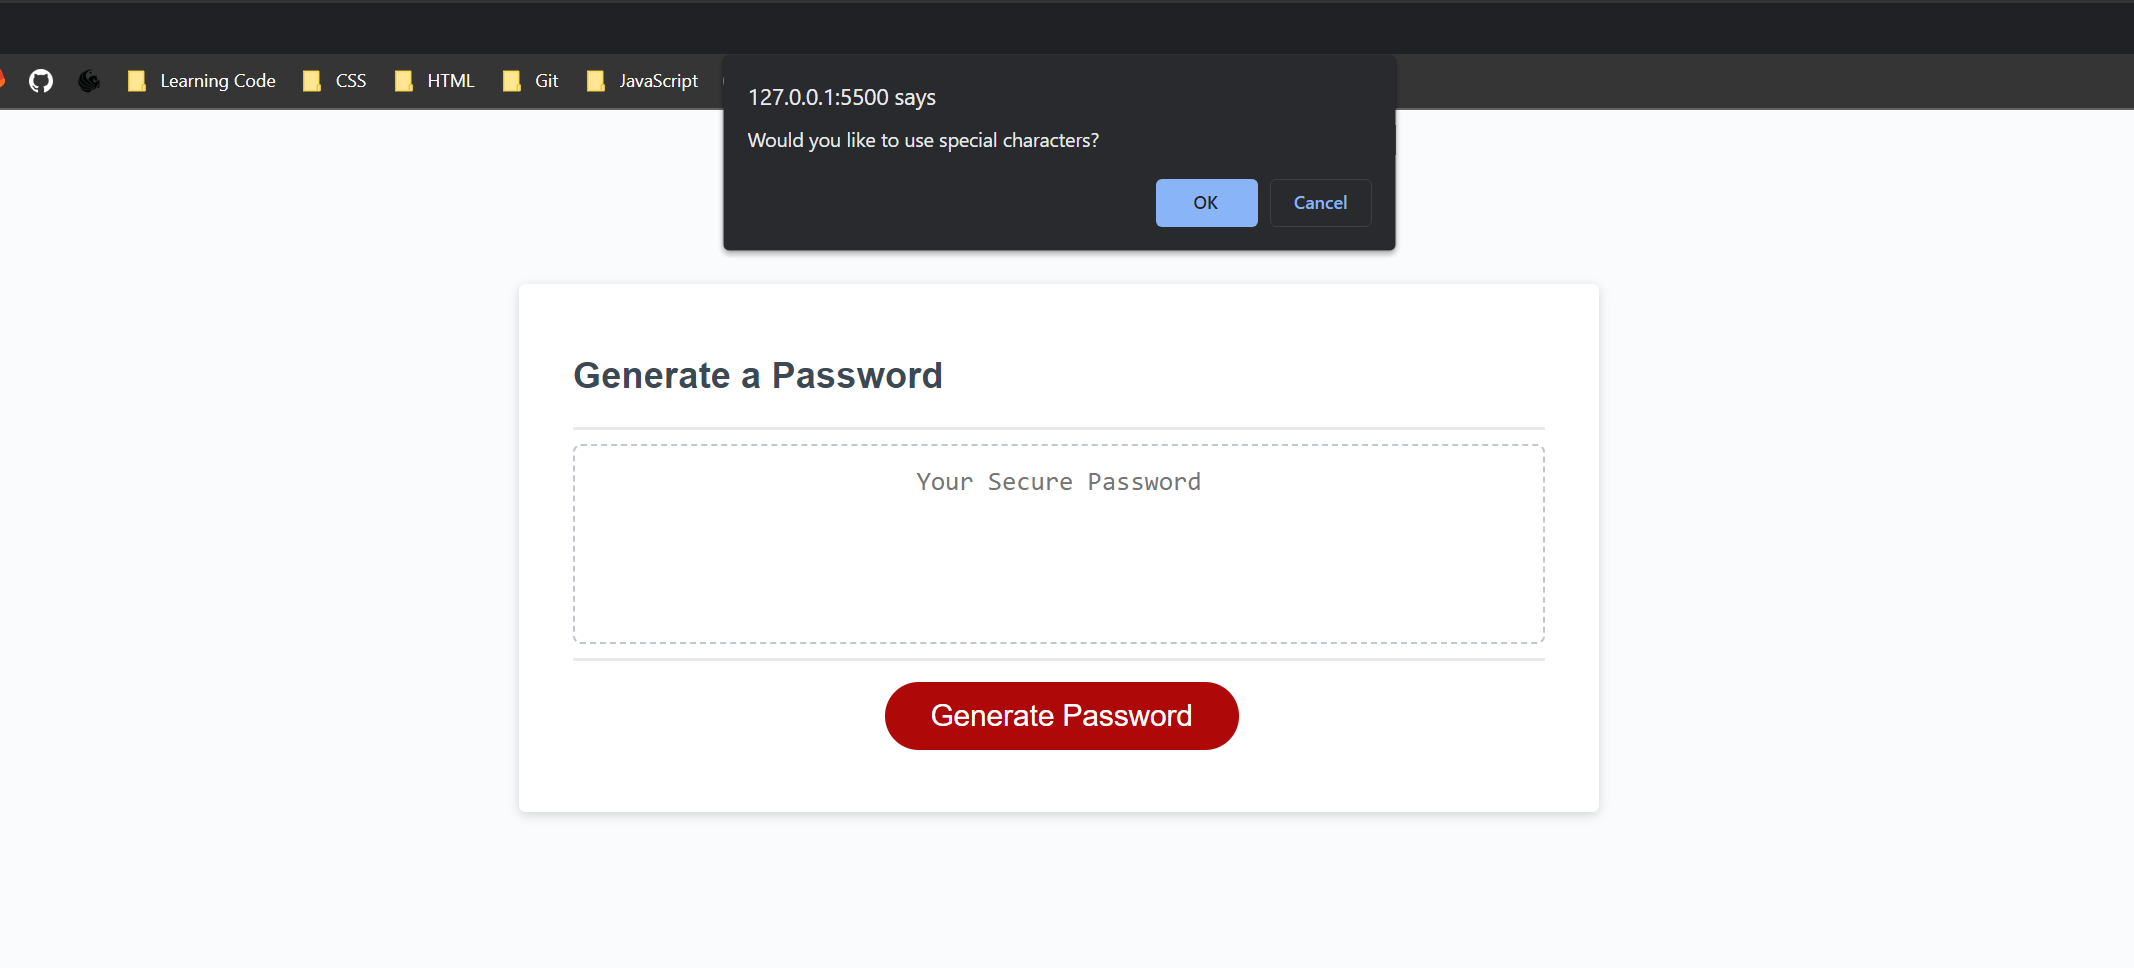 Learning Code
CSS
HTML
Git
JavaScript
127.0.0.1:5500 says
Would you like to use special characters?
OK
Cancel
Generate a Password
Your Secure Password
Generate Password